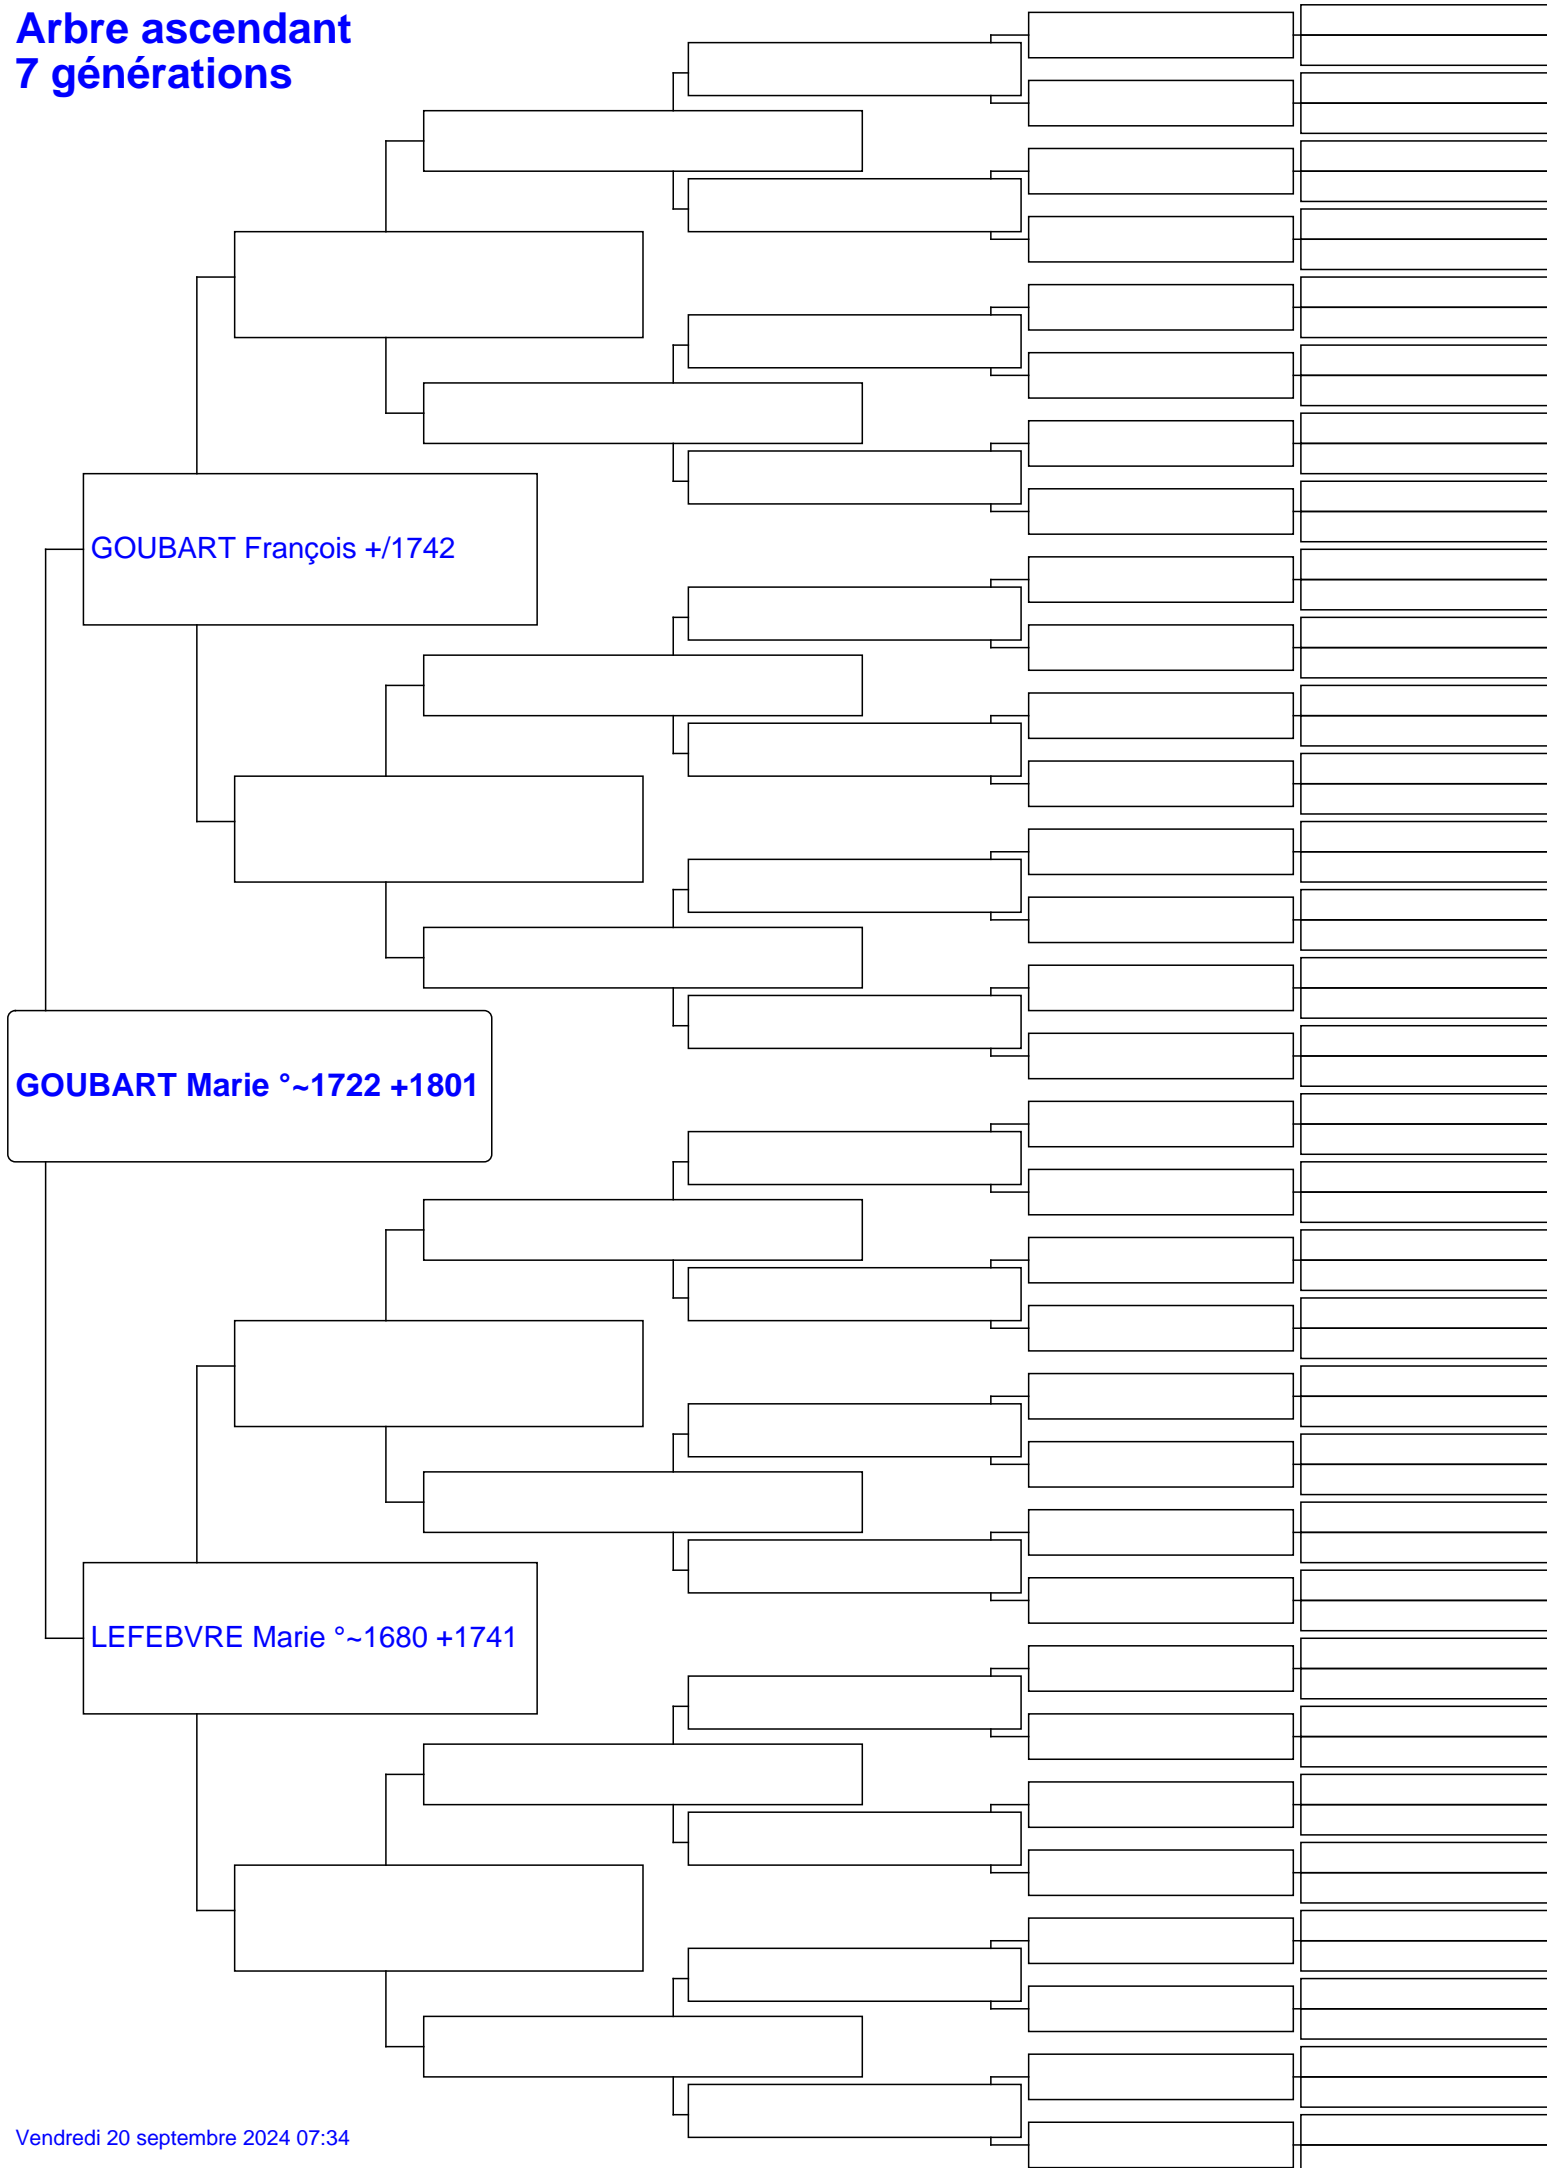 Arbre ascendant
7 générations
GOUBART François +/1742
GOUBART Marie °~1722 +1801
LEFEBVRE Marie °~1680 +1741
Vendredi 20 septembre 2024 07:34